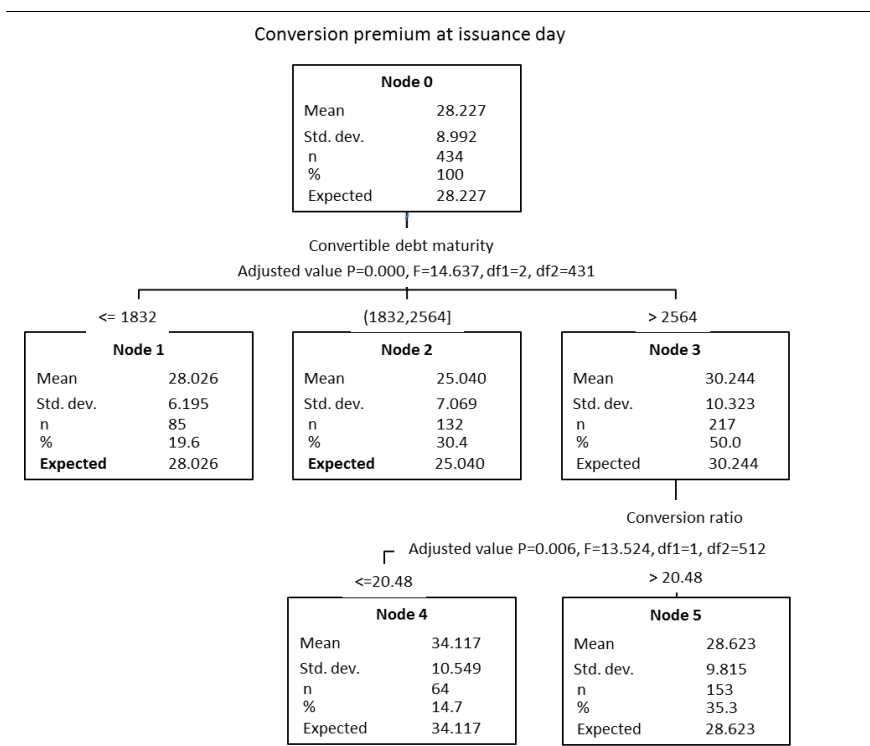 Conversion premium at issuance day
Node 0
Mean 28.227
Std. dev. 8.992
n 434
% 100
Expected 28.227
Convertible debt maturity
Adjusted value P=0.000, F=14.637, df1=2, df2=431
<= 1832 (1832,2564] > 2564
Node 1
Mean 28.026
Std. dev. 6.195
n 85
% 19.6
Expected 28.026
Node 2
Mean 25.040
Std. dev. 7.069
n 132
% 30.4
Expected 25.040
Node 3
Mean 30.244
Std. dev. 10.323
n 217
% 50.0
Expected 30.244
Conversion ratio
Adjusted value P=0.006, F=13.524, df1=1, df2=512
<=20.48 > 20.48
Node 4
Mean 34.117
Std. dev. 10.549
n 64
% 14.7
Expected 34.117
Node 5
Mean 28.623
Std. dev. 9.815
n 153
% 35.3
Expected 28.623